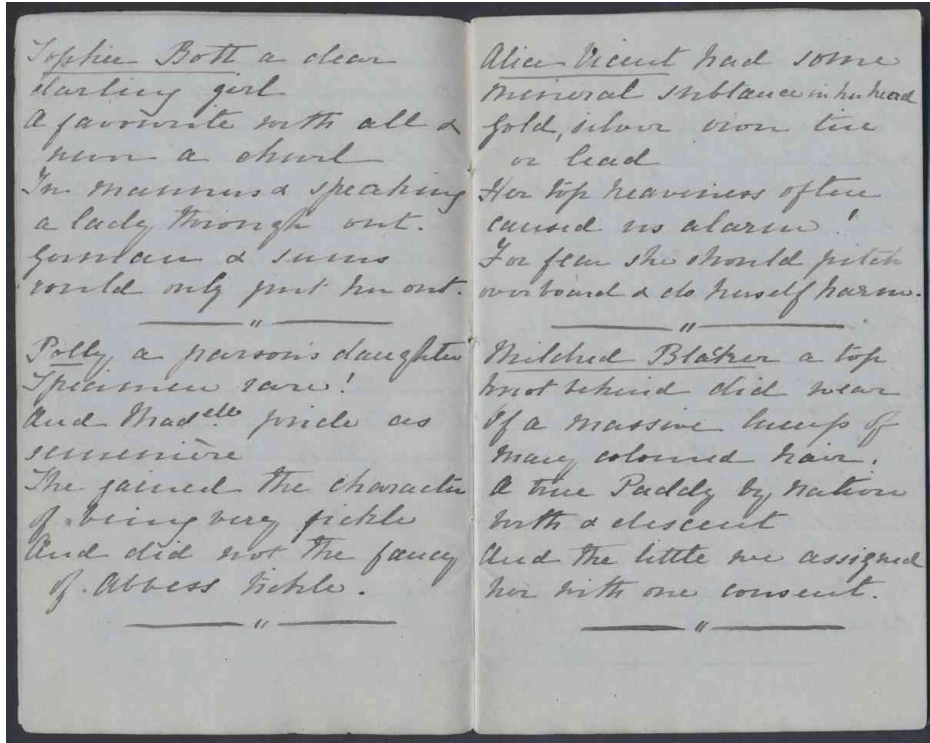 Sophie Bott a dear
darling girl
A favourite with all &
never a churl
In manners & speaking
a lady through out.
German & sums
would only put her out.
"
Polly, a parson's daughter
Specimen rare!
And Madelle pride as
She gained the character
of being very fickle
And did not the fancy
of Abbess tickle.
"
Alice Vicent had some
mineral subtance in her head
Gold, silver iron tin
or lead
Her top heaviness often
caused us alarm!
For fear she should pitch
overboard & do herself harm.
"
Mildred Blaker a top
knot behind did wear
Of a massive lump of
many coloured hair.
A true Paddy by nation
with & descent
And the little we assigned
her with one consent.
"